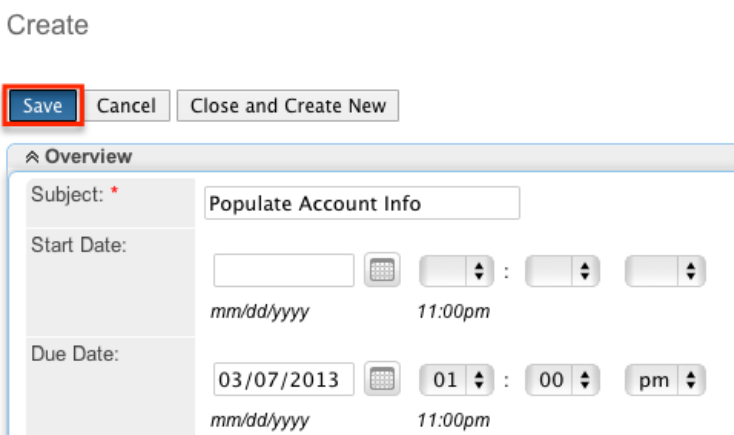 Create
Save Cancel Close and Create New
Overview
Subject: * Populate Account Info
Start Date:
: 
mm/dd/yyyy 11:00pm
Due Date:
03/07/2013 01 : 00 pm
mm/dd/yyyy 11:00pm